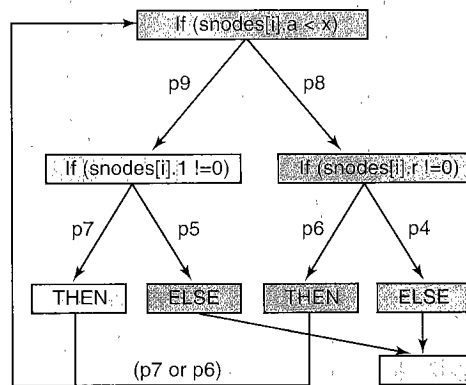 If (snodes[i].a < x)
p9 p8
If (snodes[i].1 !=0) If (snodes[i].r !=0)
p7 p5 p6 p4
THEN ELSE THEN ELSE
(p7 or p6)